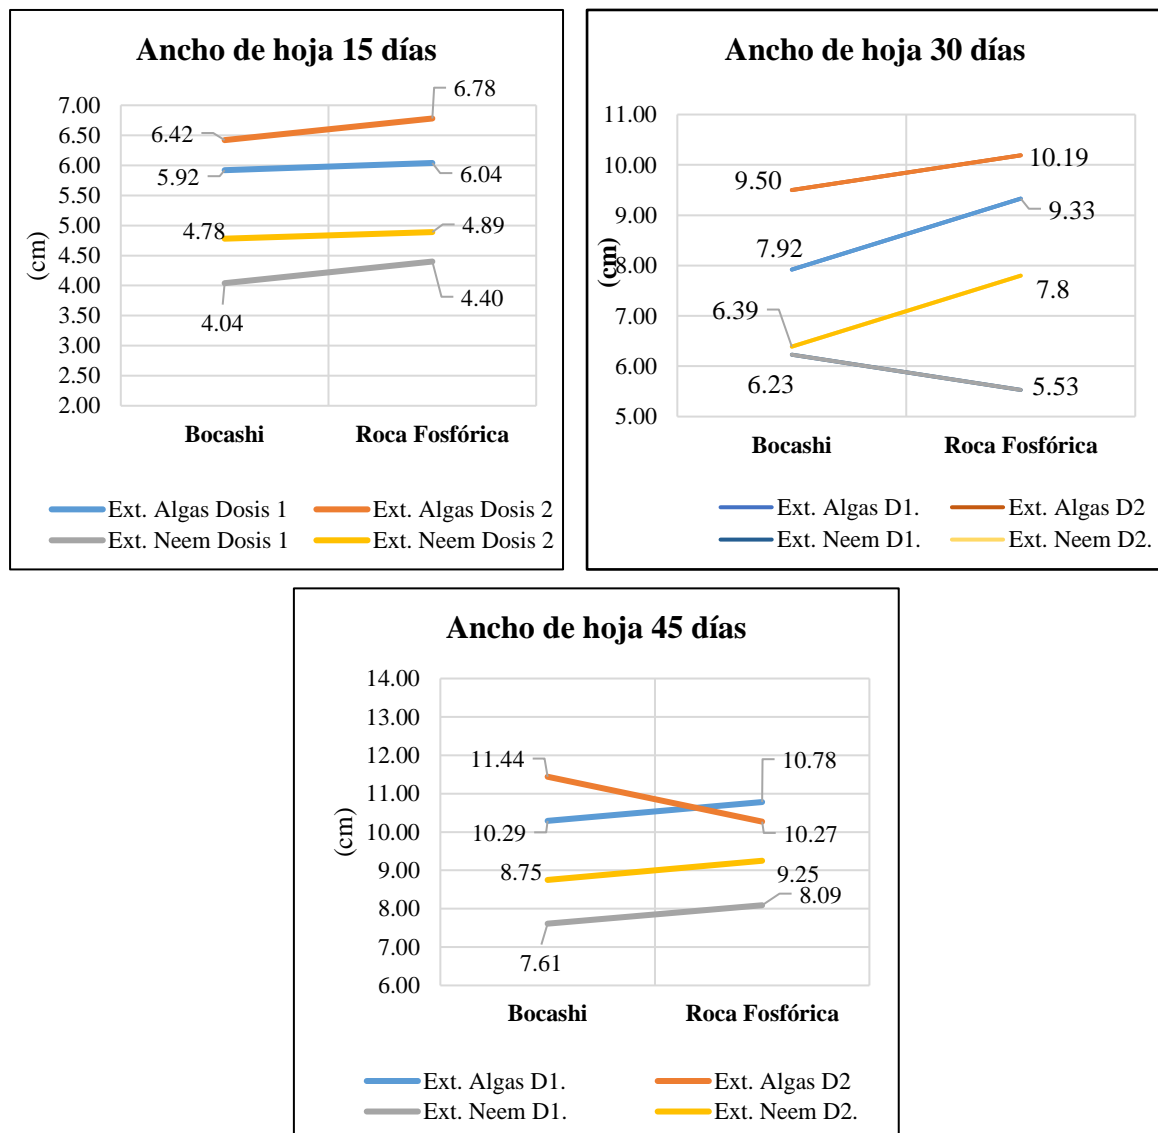 Ancho de hoja 15 días
7.00
6.50
6.00
5.50
5.00
4.50
4.00
3.50
3.00
2.50
2.00
(cm)
6.42
6.78
5.92
6.04
4.78
4.89
4.04
4.40
Bocashi
Roca Fosfórica
Ext. Algas Dosis 1
Ext. Algas Dosis 2
Ext. Neem Dosis 1
Ext. Neem Dosis 2
Ancho de hoja 30 días
11.00
10.00
9.00
8.00
7.00
6.00
5.00
(cm)
9.50
10.19
7.92
9.33
6.39
7.8
6.23
5.53
Bocashi
Roca Fosfórica
Ext. Algas D1.
Ext. Algas D2
Ext. Neem D1.
Ext. Neem D2.
Ancho de hoja 45 días
14.00
13.00
12.00
11.00
10.00
9.00
8.00
7.00
6.00
(cm)
11.44
10.78
10.29
10.27
8.75
9.25
8.09
7.61
Bocashi
Roca Fosfórica
Ext. Algas D1.
Ext. Algas D2
Ext. Neem D1.
Ext. Neem D2.